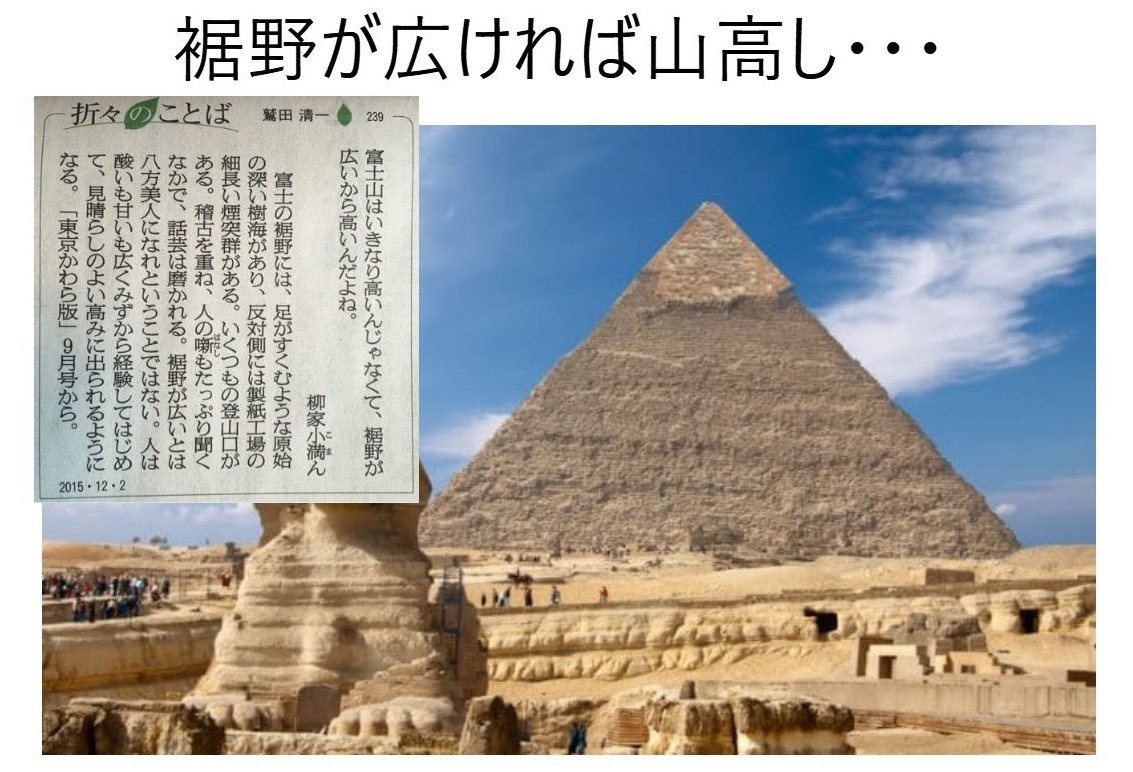 裾野が広ければ山高し・・・
折々のことば 鷲田 清一 239
富士山はいきなり高いんじゃなくて、裾野が
広いから高いんだよね。
柳家小満ん
こま
富士の裾野には、足がすくむような原始
の深い樹海があり、反対側には製紙工場の
細長い煙突群がある。いくつもの登山口が
ある。稽古を重ね、人の噺もたっぷり聞く
はなし
なかで、話芸は磨かれる。裾野が広いとは
八方美人になれということではない。人は
酸いも甘いも広くみずから経験してはじめ
て、見晴らしのよい高みに出られるように
なる。「東京かわら版」9月号から。
2015・12・2